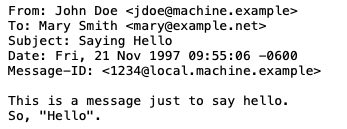 From: John Doe <jdoe@machine.example>
To: Mary Smith <mary@example.net>
Subject: Saying Hello
Date: Fri, 21 Nov 1997 09:55:06 -0600
Message-ID: <1234@local.machine.example>

This is a message just to say hello.
So, "Hello".